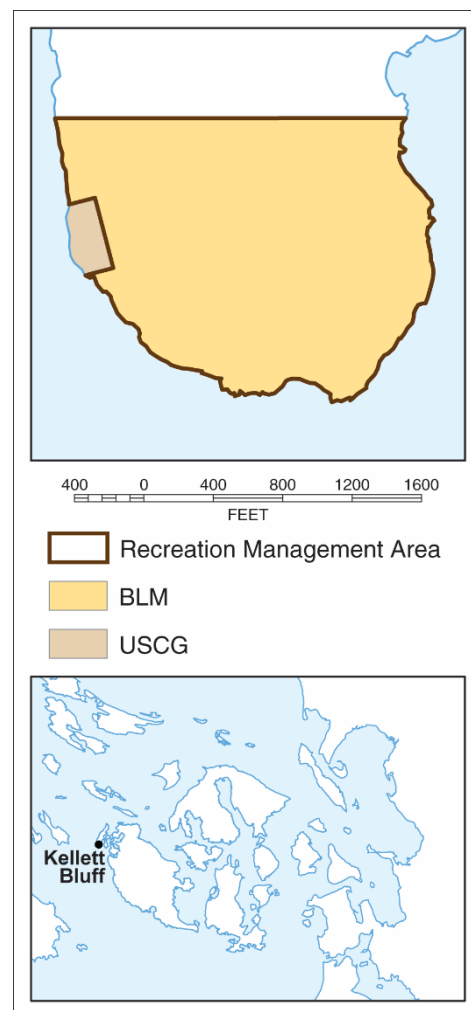 400 0 400 800 1200 1600
FEET
Recreation Management Area
BLM
USCG
Kellett
Bluff